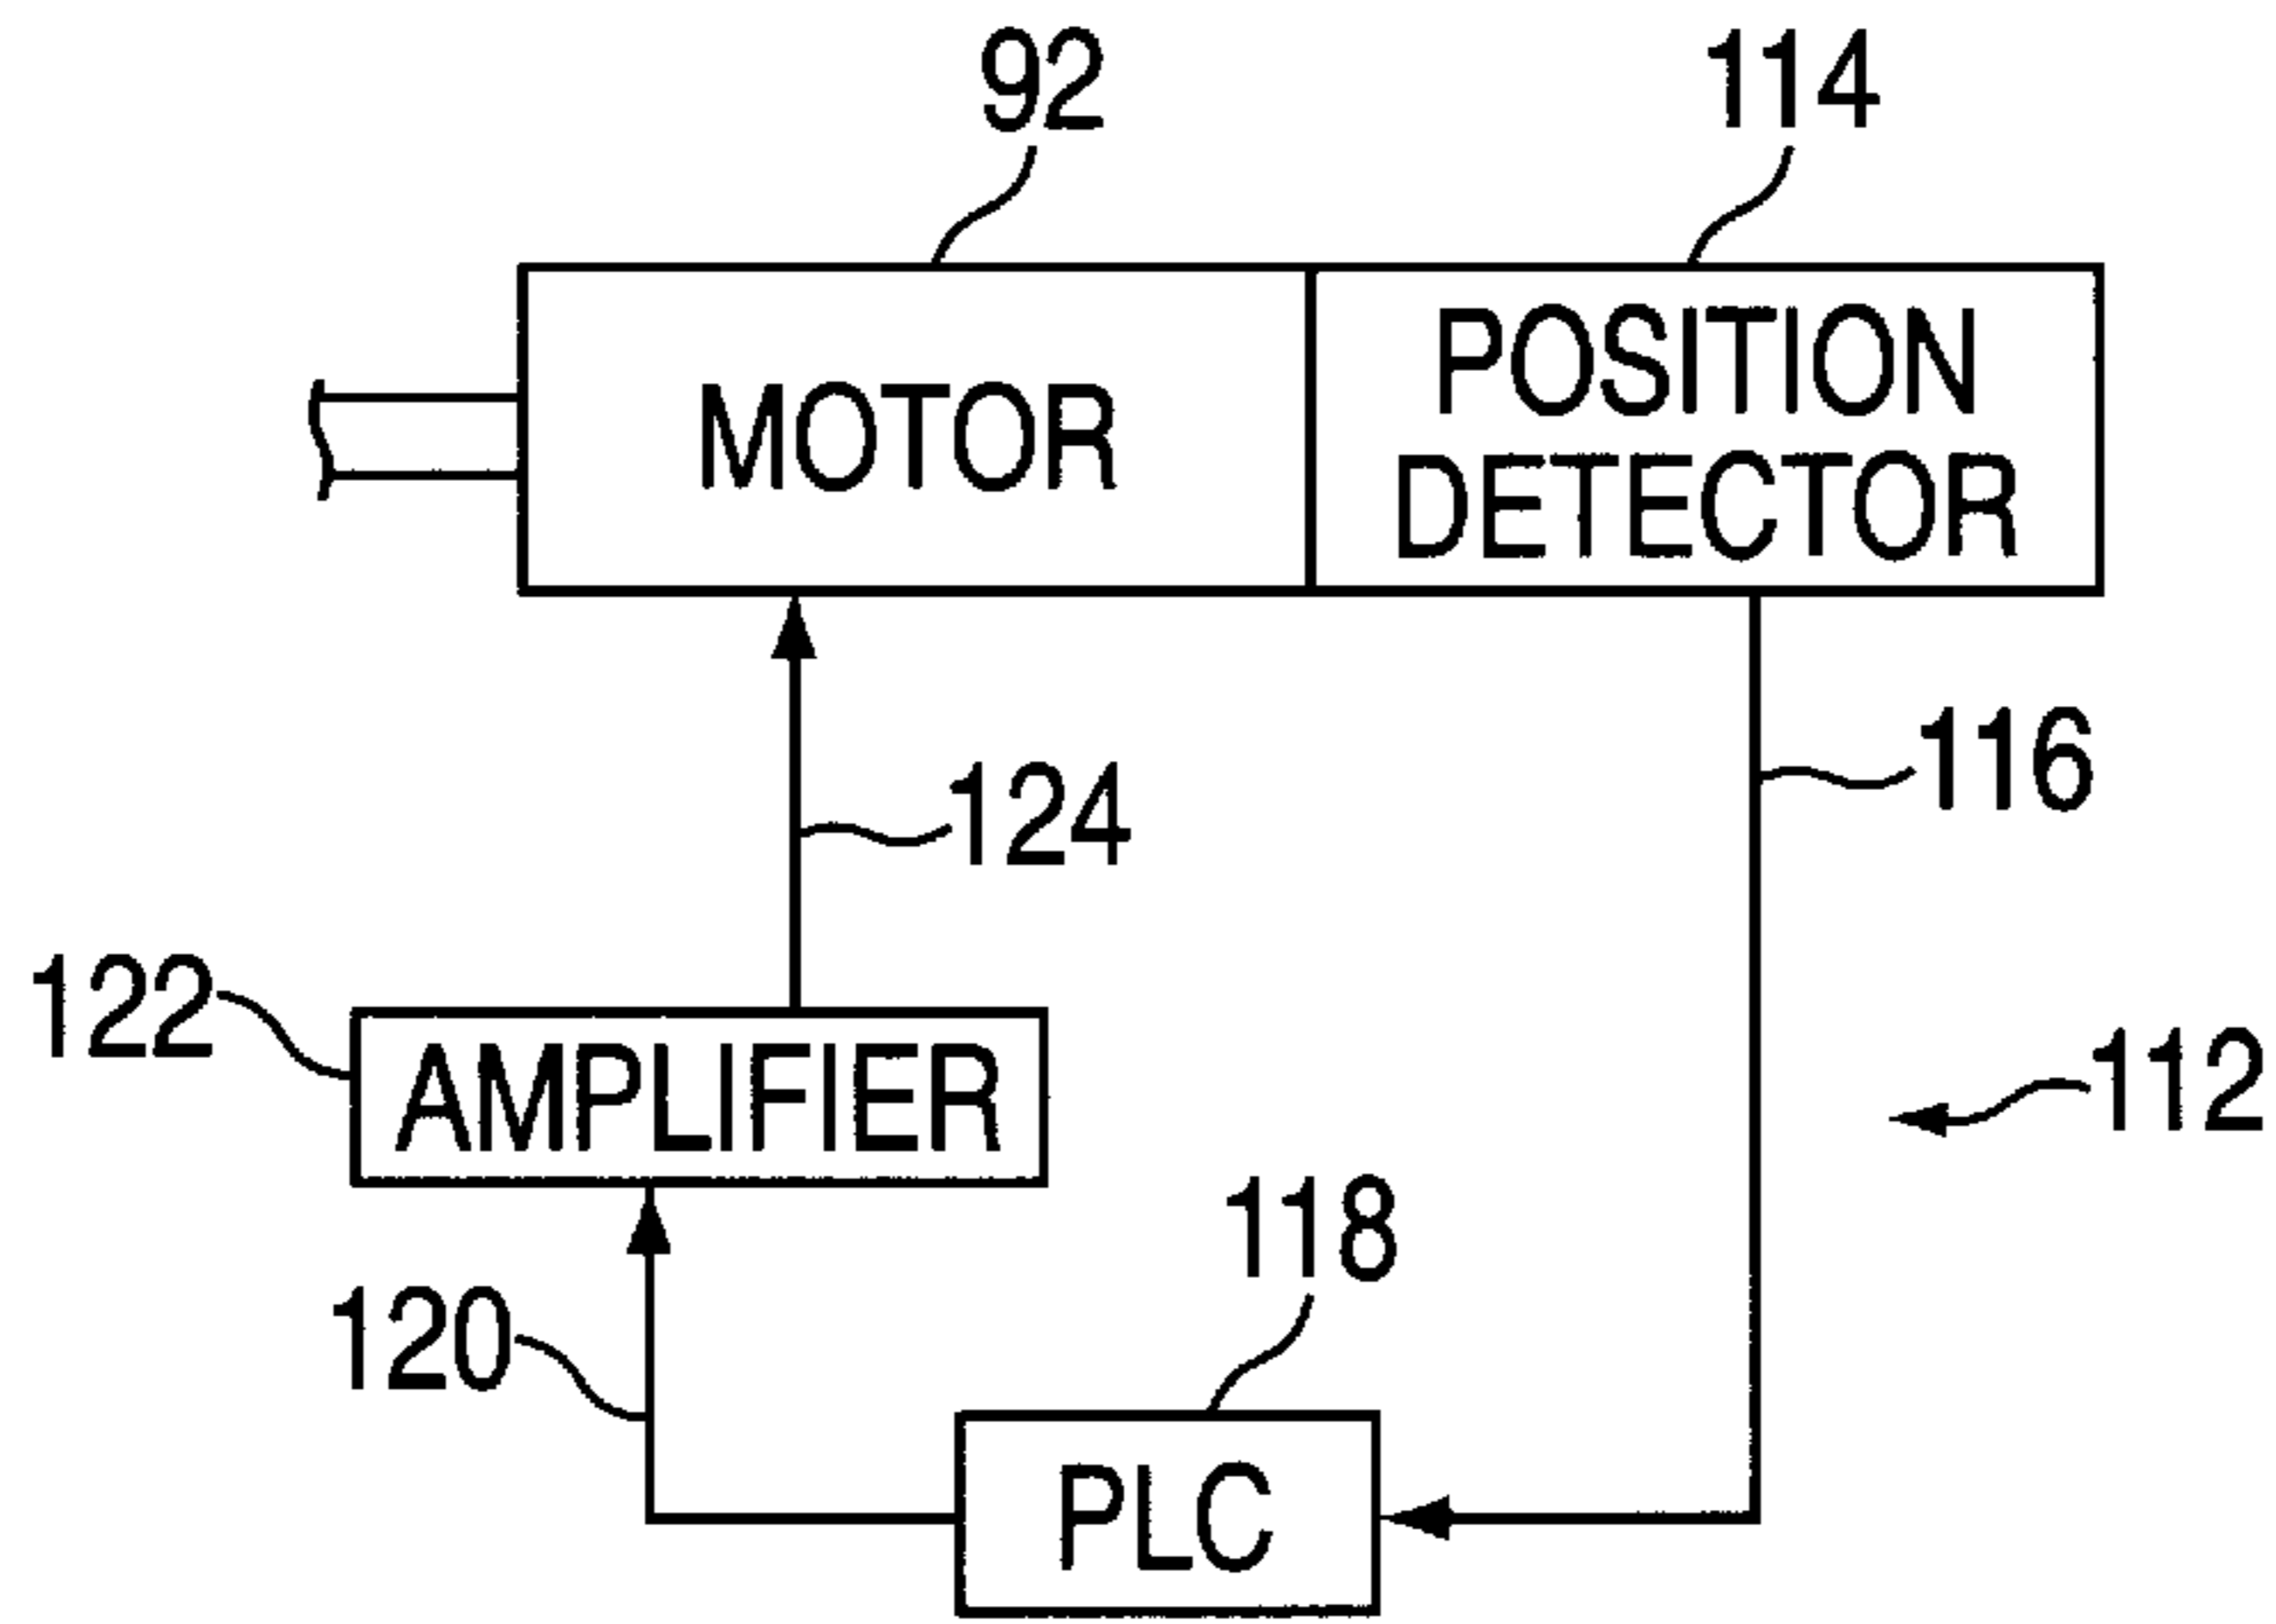 92
114
MOTOR
POSITION
DETECTOR
116
124
122
AMPLIFIER
112
118
120
PLC